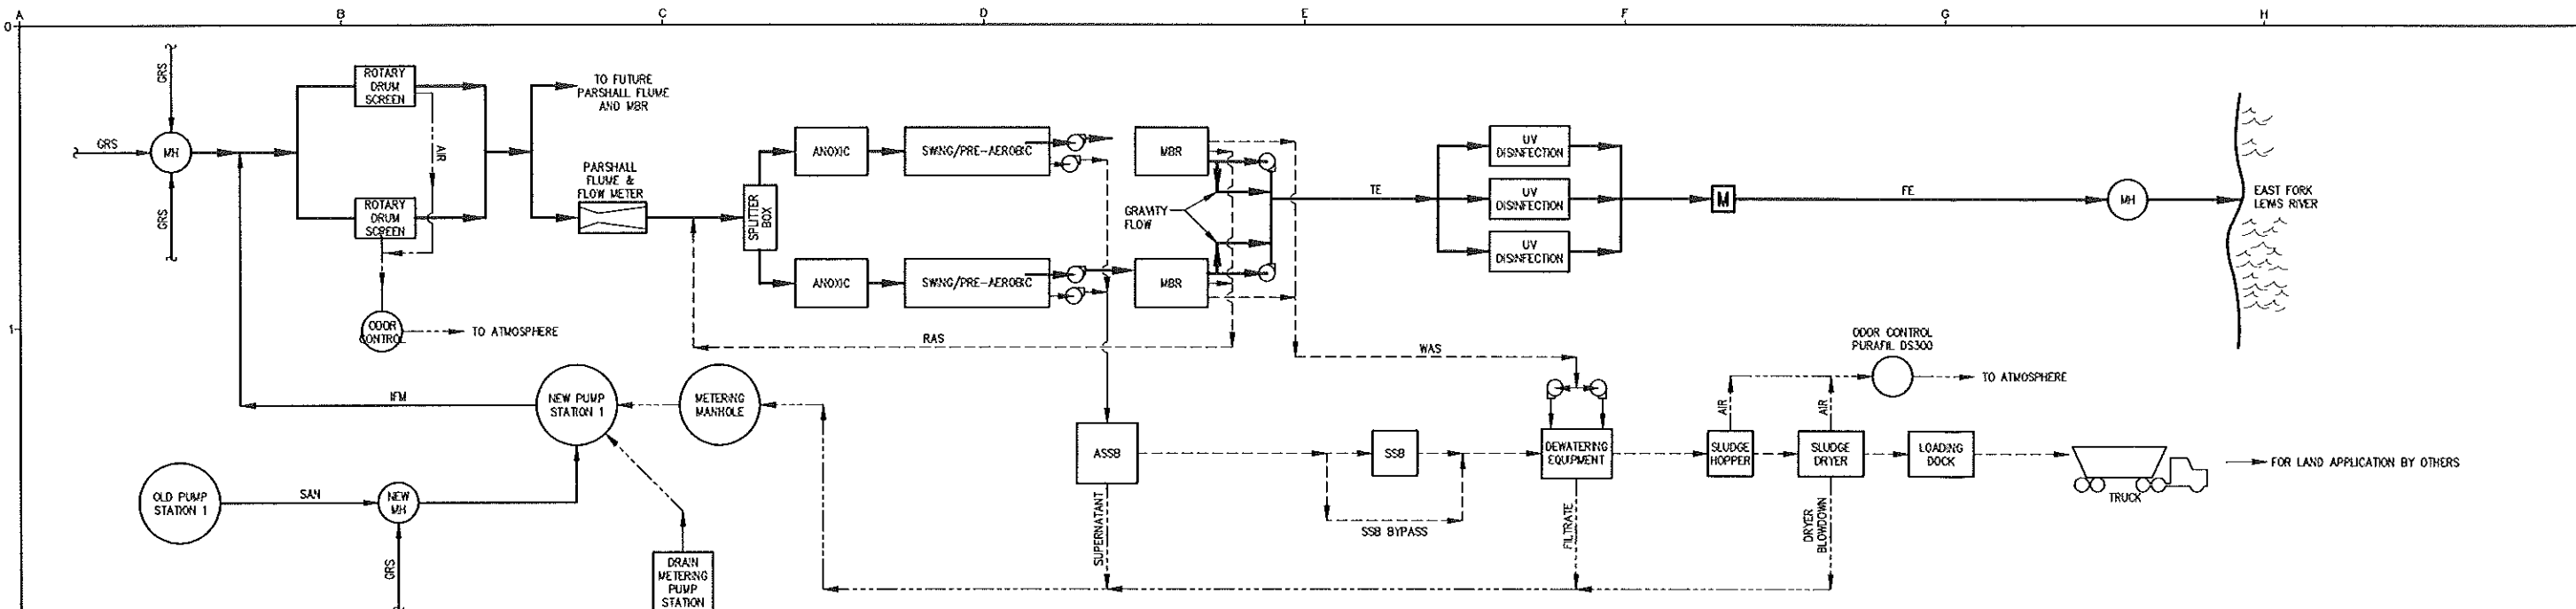 A B C D E F G H
0
1
GRS
GRS
GRS
MH
ROTARY
DRUM
SCREEN
AIR
ROTARY
DRUM
SCREEN
ODOR
CONTROL
TO ATMOSPHERE
TO FUTURE
PARSHALL FLUME
AND MBR
PARSHALL
FLUME &
FLOW METER
SPLITTER
BOX
ANOXIC
SWING/PRE-AEROBIC
MBR
ANOXIC
SWING/PRE-AEROBIC
MBR
GRAVITY
FLOW
RAS
WAS
TE
UV
DISINFECTION
UV
DISINFECTION
UV
DISINFECTION
M
FE
MH
EAST FORK
LEWIS RIVER
IFM
NEW PUMP
STATION 1
METERING
MANHOLE
OLD PUMP
STATION 1
SAN
NEW
MH
GRS
DRAIN
METERING
PUMP
STATION
ASSB
SUPERNATANT
SSB
SSB BYPASS
DEWATERING
EQUIPMENT
FILTRATE
SLUDGE
HOPPER
AIR
SLUDGE
DRYER
AIR
DRYER
BLOWDOWN
ODOR CONTROL
PURAFIL DS300
TO ATMOSPHERE
LOADING
DOCK
TRUCK
FOR LAND APPLICATION BY OTHERS